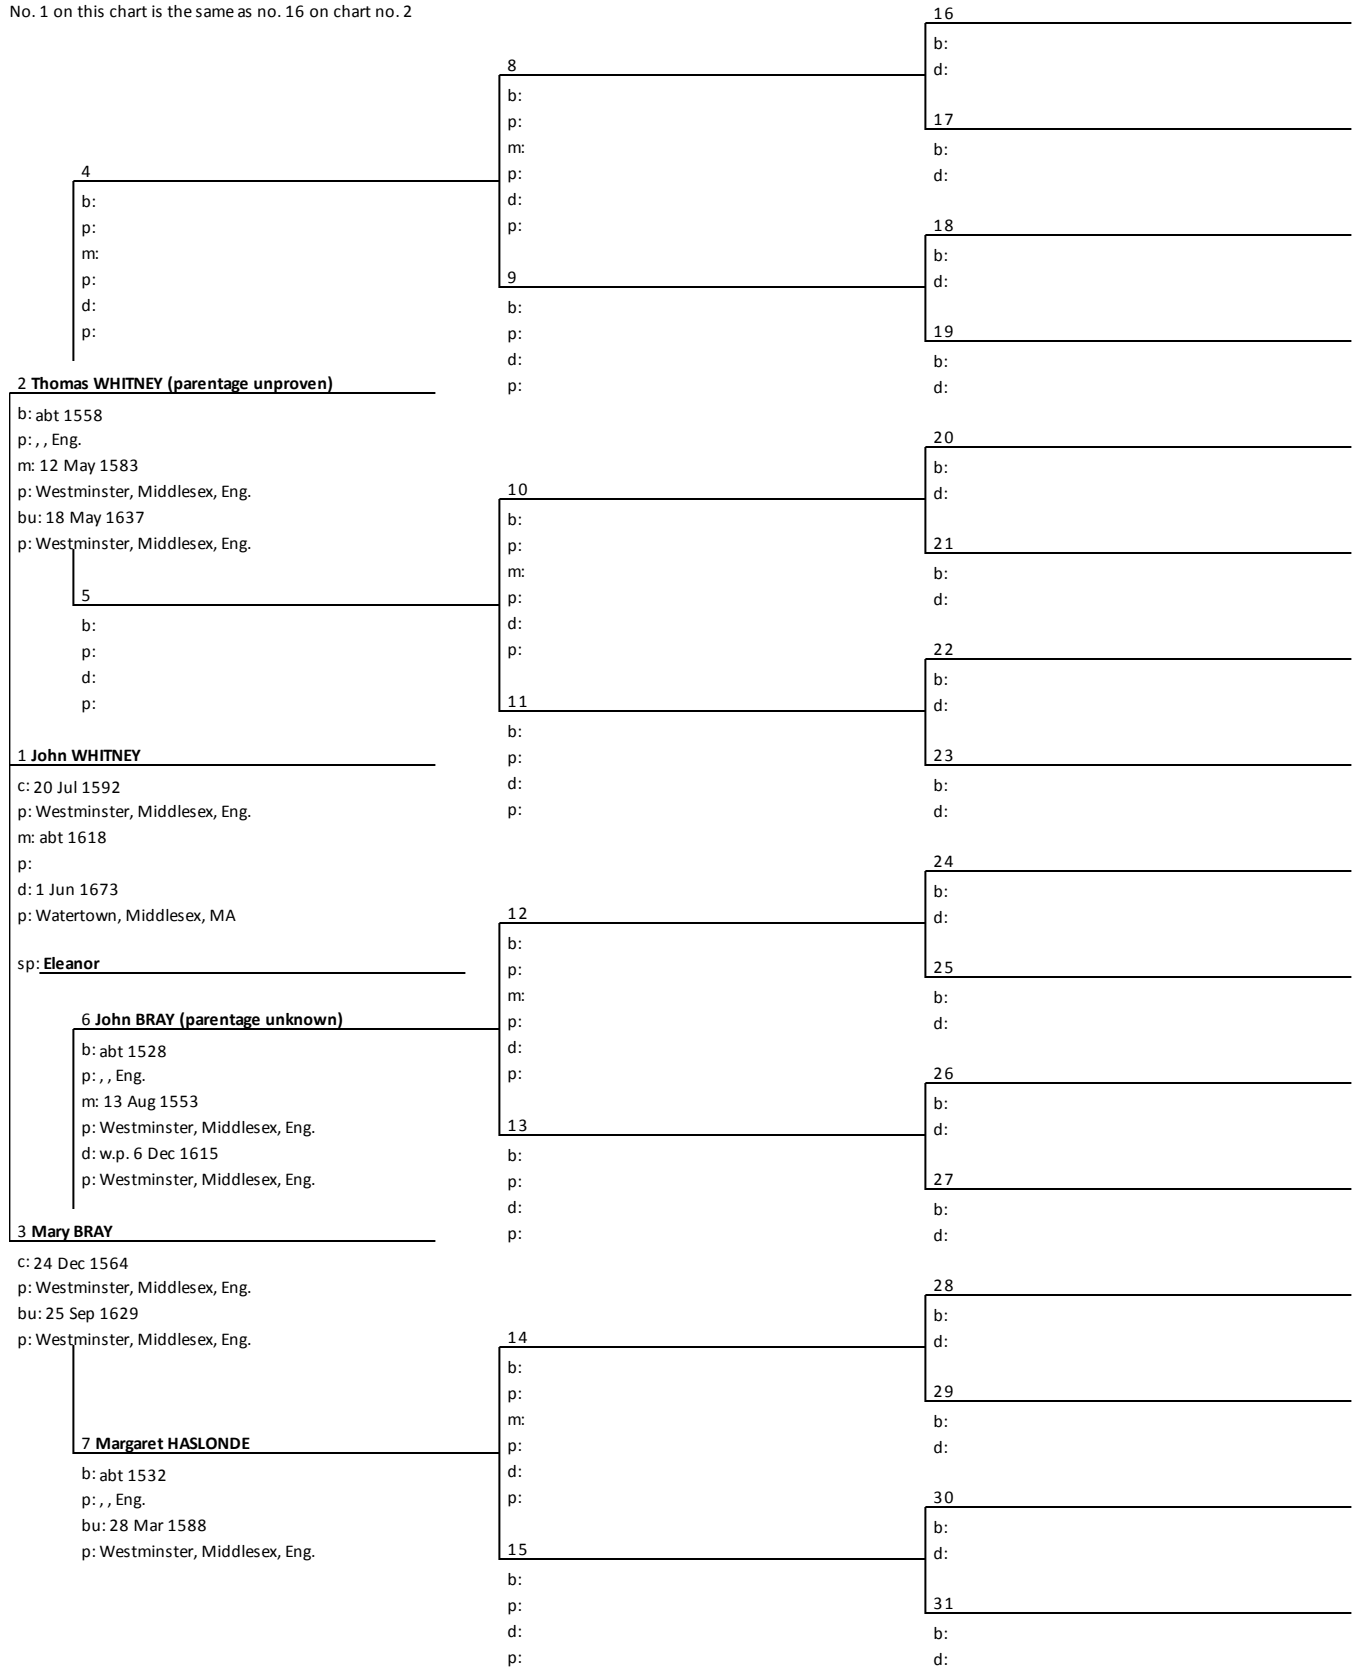 No. 1 on this chart is the same as no. 16 on chart no. 2
4
b:
p:
m:
p:
d:
p:
2 Thomas WHITNEY (parentage unproven)
b: abt 1558
p: , , Eng.
m: 12 May 1583
p: Westminster, Middlesex, Eng.
bu: 18 May 1637
p: Westminster, Middlesex, Eng.
5
b:
p:
d:
p:
1 John WHITNEY
c: 20 Jul 1592
p: Westminster, Middlesex, Eng.
m: abt 1618
p:
d: 1 Jun 1673
p: Watertown, Middlesex, MA
sp: Eleanor
6 John BRAY (parentage unknown)
b: abt 1528
p: , , Eng.
m: 13 Aug 1553
p: Westminster, Middlesex, Eng.
d: w.p. 6 Dec 1615
p: Westminster, Middlesex, Eng.
3 Mary BRAY
c: 24 Dec 1564
p: Westminster, Middlesex, Eng.
bu: 25 Sep 1629
p: Westminster, Middlesex, Eng.
7 Margaret HASLONDE
b: abt 1532
p: , , Eng.
bu: 28 Mar 1588
p: Westminster, Middlesex, Eng.
8
b:
p:
m:
p:
d:
p:
9
b:
p:
d:
p:
10
b:
p:
m:
p:
d:
p:
11
b:
p:
d:
p:
12
b:
p:
m:
p:
d:
p:
13
b:
p:
d:
p:
14
b:
p:
m:
p:
d:
p:
15
b:
p:
d:
p:
16
b:
d:
17
b:
d:
18
b:
d:
19
b:
d:
20
b:
d:
21
b:
d:
22
b:
d:
23
b:
d:
24
b:
d:
25
b:
d:
26
b:
d:
27
b:
d:
28
b:
d:
29
b:
d:
30
b:
d:
31
b:
d: